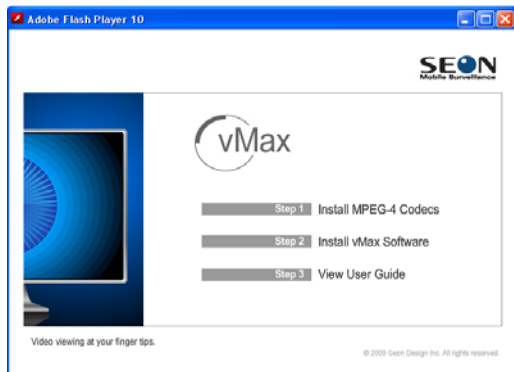 Adobe Flash Player 10
SEON
Mobile Surveillance
vMax
Step 1 Install MPEG-4 Codecs
Step 2 Install vMax Software
Step 3 View User Guide
Video viewing at your finger tips.
© 2009 Seon Design Inc. All rights reserved.